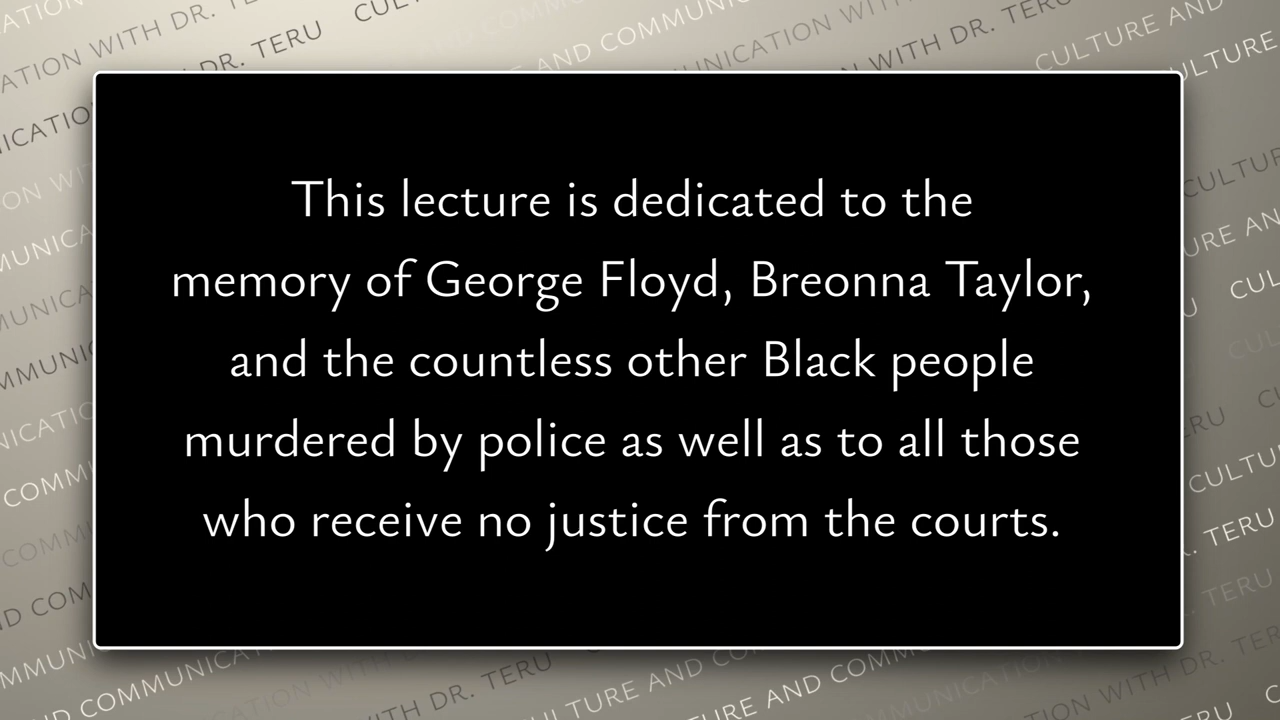 This lecture is dedicated to the
memory of George Floyd, Breonna Taylor,
and the countless other Black people
murdered by police as well as to all those
who receive no justice from the courts.